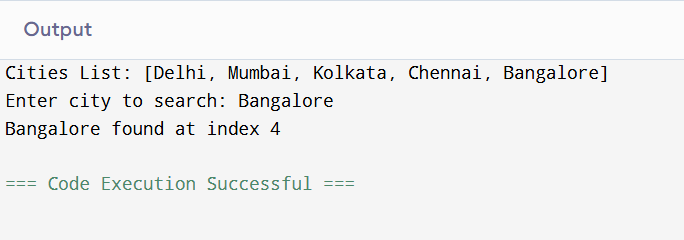 Output
Cities List: [Delhi, Mumbai, Kolkata, Chennai, Bangalore]
Enter city to search: Bangalore
Bangalore found at index 4
=== Code Execution Successful ===